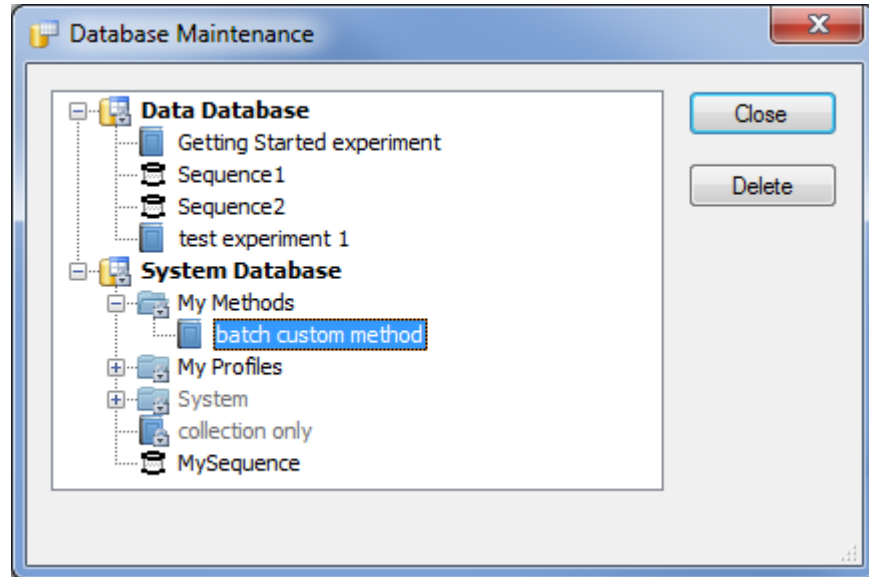 Database Maintenance
Data Database
Close
Getting Started experiment
Sequence1
Delete
Sequence2
test experiment 1
System Database
My Methods
batch custom method
My Profiles
System
collection only
MySequence